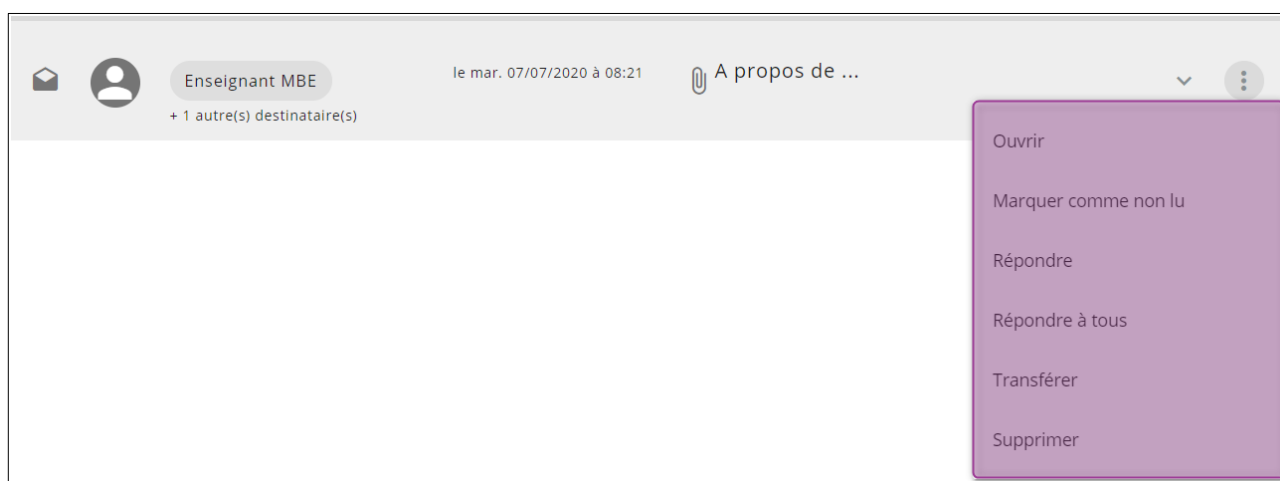 Enseignant MBE
+ 1 autre(s) destinataire(s)
le mar. 07/07/2020 à 08:21
A propos de ...
Ouvrir
Marquer comme non lu
Répondre
Répondre à tous
Transférer
Supprimer